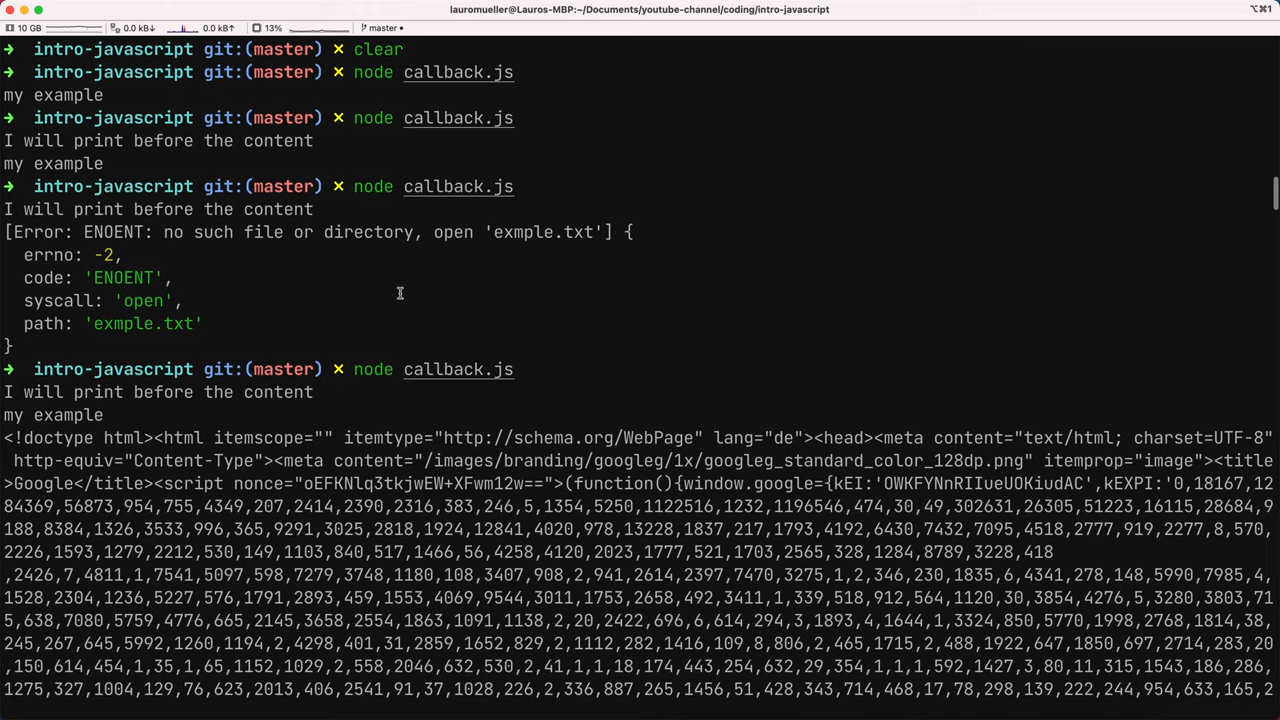 lauromueller@Lauros-MBP:~/Documents/youtube-channel/coding/intro-javascript
⌥⌘1
10 GB 0.0 kB↓ 0.0 kB↑ 13% master •
➜ intro-javascript git:(master) ✗ clear
➜ intro-javascript git:(master) ✗ node callback.js
my example
➜ intro-javascript git:(master) ✗ node callback.js
I will print before the content
my example
➜ intro-javascript git:(master) ✗ node callback.js
I will print before the content
[Error: ENOENT: no such file or directory, open 'exmple.txt'] {
  errno: -2,
  code: 'ENOENT',
  syscall: 'open',
  path: 'exmple.txt'
}
➜ intro-javascript git:(master) ✗ node callback.js
I will print before the content
my example
<!doctype html><html itemscope="" itemtype="http://schema.org/WebPage" lang="de"><head><meta content="text/html; charset=UTF-8"
 http-equiv="Content-Type"><meta content="/images/branding/googleg/1x/googleg_standard_color_128dp.png" itemprop="image"><title
>Google</title><script nonce="oEFKNlq3tkjwEW+XFwm12w==">(function(){window.google={kEI:'OWKFYNnRIIueUOKiudAC',kEXPI:'0,18167,12
84369,56873,954,755,4349,207,2414,2390,2316,383,246,5,1354,5250,1122516,1232,1196546,474,30,49,302631,26305,51223,16115,28684,9
188,8384,1326,3533,996,365,9291,3025,2818,1924,12841,4020,978,13228,1837,217,1793,4192,6430,7432,7095,4518,2777,919,2277,8,570,
2226,1593,1279,2212,530,149,1103,840,517,1466,56,4258,4120,2023,1777,521,1703,2565,328,1284,8789,3228,418
,2426,7,4811,1,7541,5097,598,7279,3748,1180,108,3407,908,2,941,2614,2397,7470,3275,1,2,346,230,1835,6,4341,278,148,5990,7985,4,
1528,2304,1236,5227,576,1791,2893,459,1553,4069,9544,3011,1753,2658,492,3411,1,339,518,912,564,1120,30,3854,4276,5,3280,3803,71
5,638,7080,5759,4776,665,2145,3658,2554,1863,1091,1138,2,20,2422,696,6,614,294,3,1893,4,1644,1,3324,850,5770,1998,2768,1814,38,
245,267,645,5992,1260,1194,2,4298,401,31,2859,1652,829,2,1112,282,1416,109,8,806,2,465,1715,2,488,1922,647,1850,697,2714,283,20
,150,614,454,1,35,1,65,1152,1029,2,558,2046,632,530,2,41,1,1,18,174,443,254,632,29,354,1,1,1,592,1427,3,80,11,315,1543,186,286,
1275,327,1004,129,76,623,2013,406,2541,91,37,1028,226,2,336,887,265,1456,51,428,343,714,468,17,78,298,139,222,244,954,633,165,2